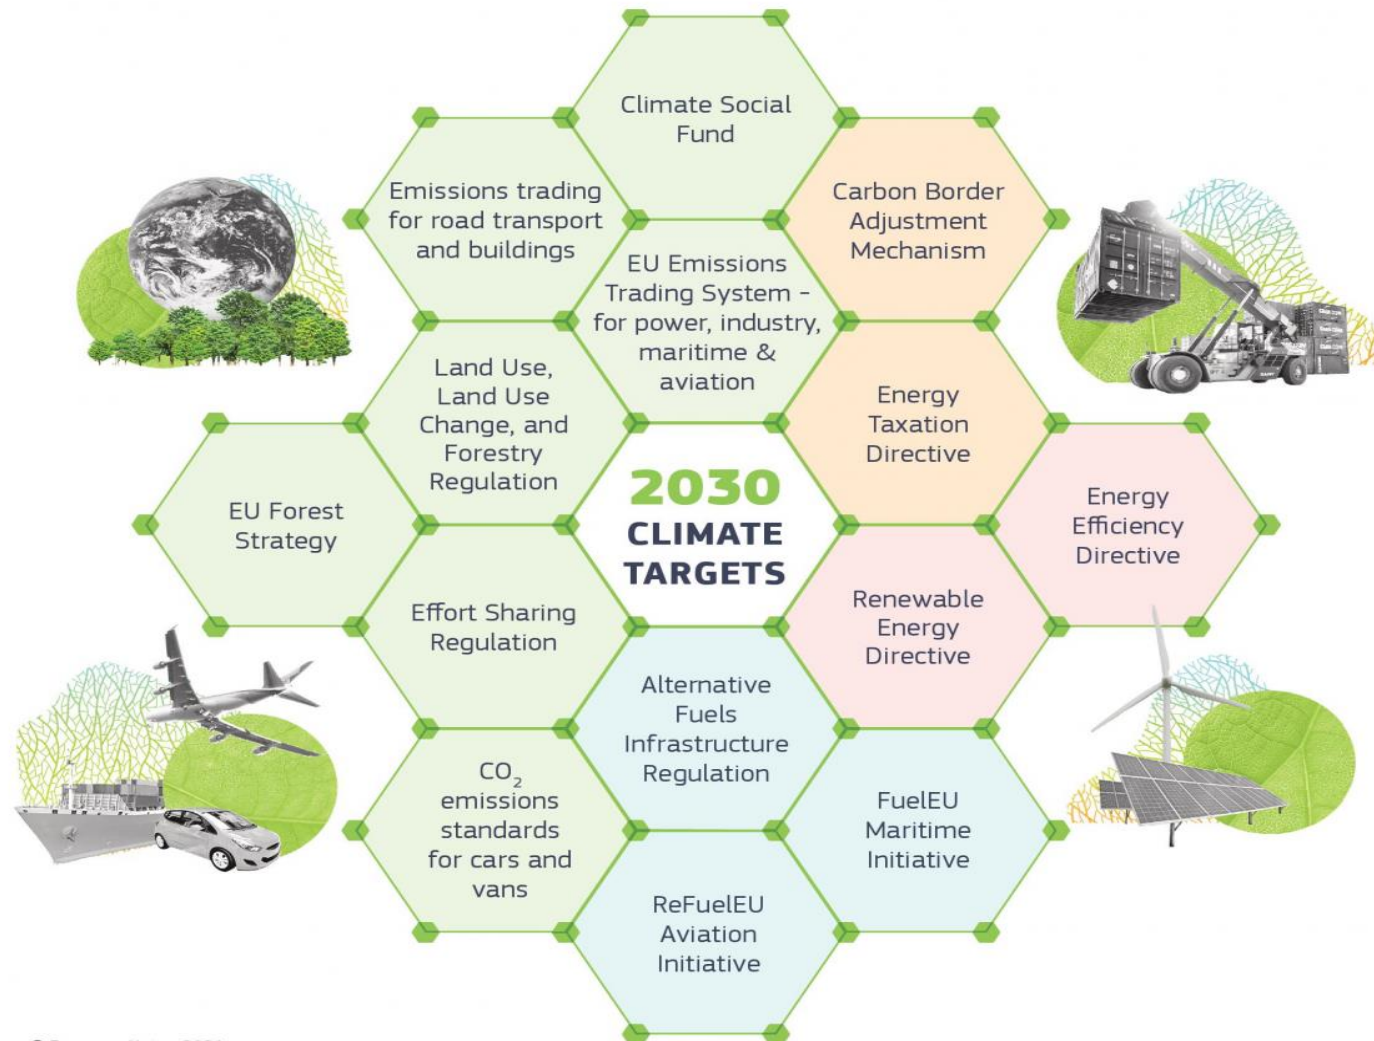 Climate Social
Fund
Emissions trading
for road transport
and buildings
Carbon Border
Adjustment
Mechanism
EU Emissions
Trading System –
for power, industry,
maritime &
aviation
Land Use,
Land Use
Change, and
Forestry
Regulation
Energy
Taxation
Directive
EU Forest
Strategy
2030
CLIMATE
TARGETS
Energy
Efficiency
Directive
Effort Sharing
Regulation
Renewable
Energy
Directive
Alternative
Fuels
Infrastructure
Regulation
CO₂
emissions
standards
for cars and
vans
FuelEU
Maritime
Initiative
ReFuelEU
Aviation
Initiative